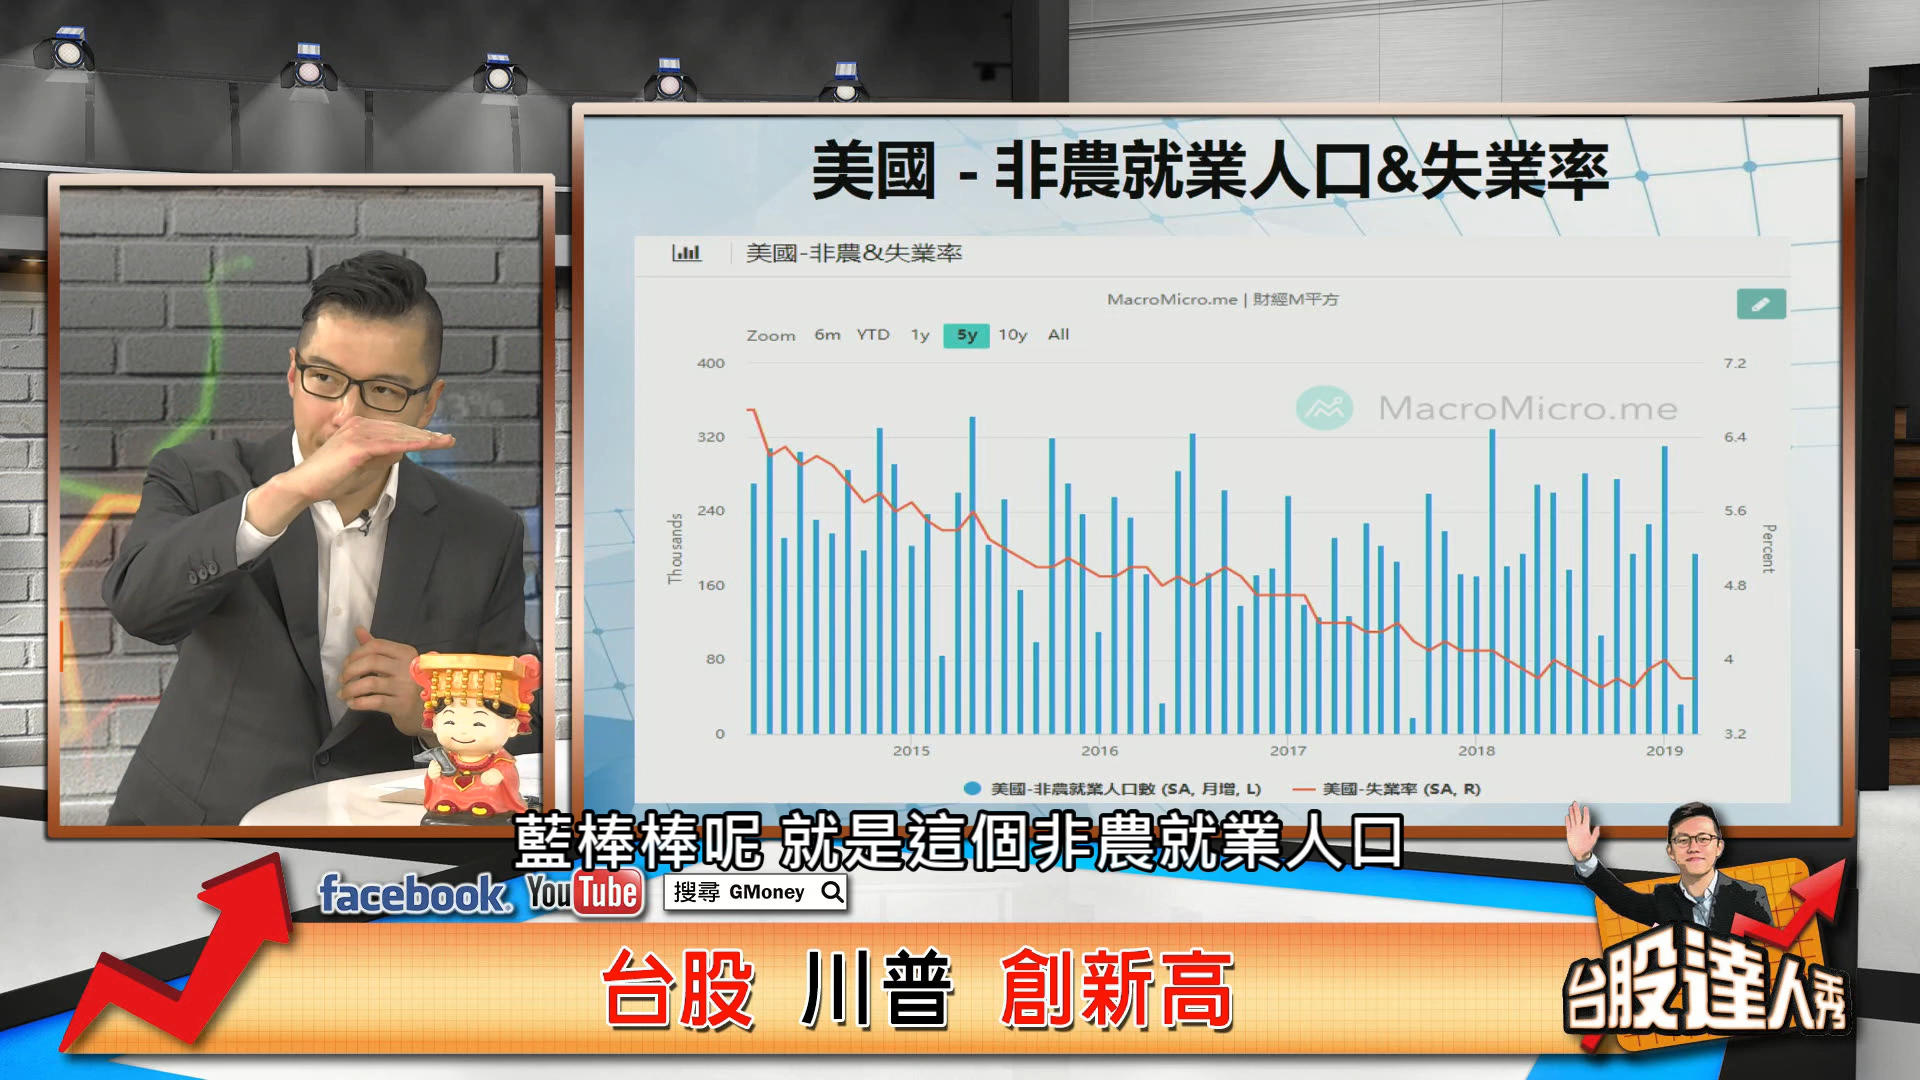 美國 - 非農就業人口&失業率
美國-非農&失業率
MacroMicro.me | 財經M平方
Zoom 6m YTD 1y 5y 10y All
400 7.2
MacroMicro.me
320 6.4
240 5.6
Thousands
Percent
160 4.8
80 4
0 3.2
2015 2016 2017 2018 2019
美國-非農就業人口數 (SA, 月增, L) 美國-失業率 (SA, R)
藍棒棒呢 就是這個非農就業人口
facebook. YouTube 搜尋 GMoney
台股 川普 創新高
台股達人秀